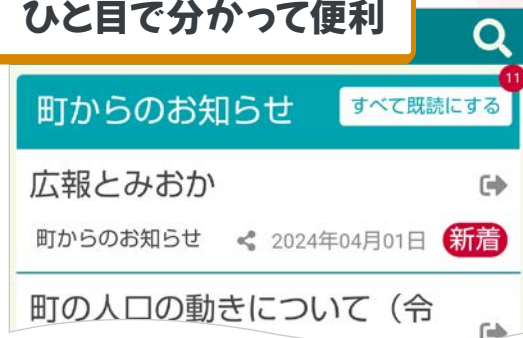 ひと目で分かって便利
11
町からのお知らせ
すべて既読にする
広報とみおか
町からのお知らせ 2024年04月01日 新着
町の人口の動きについて（令